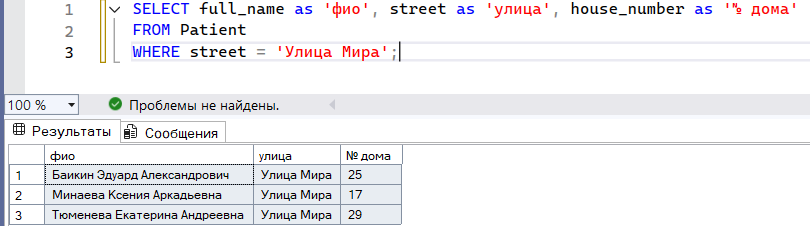 1 SELECT full_name as 'фио', street as 'улица', house_number as '№ дома'
2 FROM Patient
3 WHERE street = 'Улица Мира';
100 % Проблемы не найдены.
Результаты Сообщения
фио улица № дома
1 Баикин Эдуард Александрович Улица Мира 25
2 Минаева Ксения Аркадьевна Улица Мира 17
3 Тюменева Екатерина Андреевна Улица Мира 29